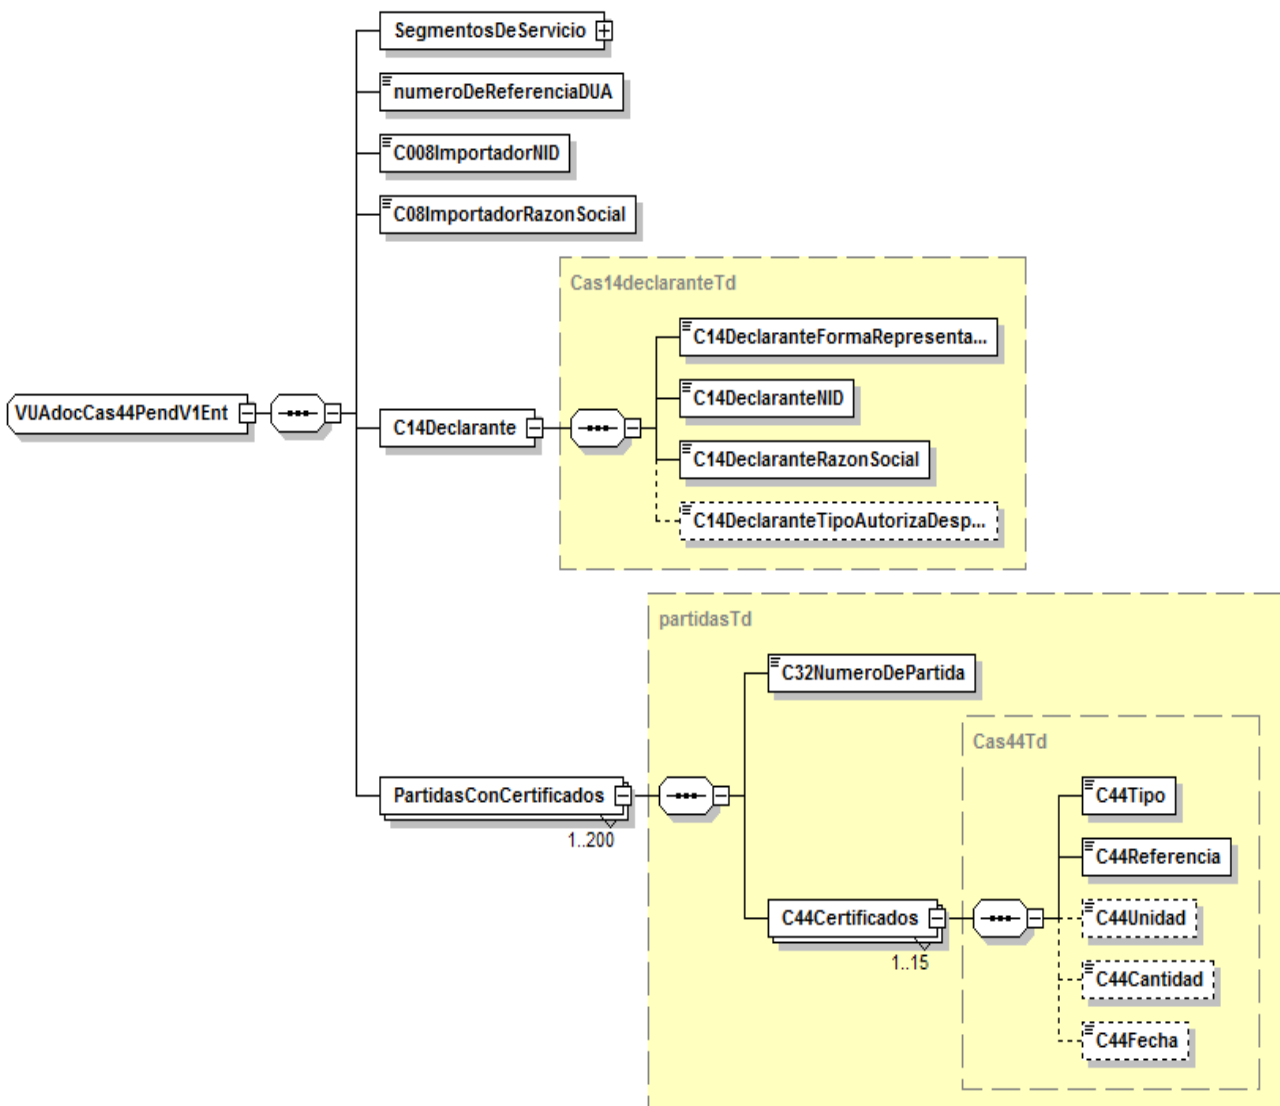 SegmentosDeServicio
numeroDeReferenciaDUA
C008ImportadorNID
C08ImportadorRazonSocial
Cas14declaranteTd
C14DeclaranteFormaRepresenta...
C14DeclaranteNID
VUAdocCas44PendV1Ent
C14Declarante
C14DeclaranteRazonSocial
C14DeclaranteTipoAutorizaDesp...
partidasTd
C32NumeroDePartida
Cas44Td
PartidasConCertificados
1..200
C44Tipo
C44Referencia
C44Certificados
1..15
C44Unidad
C44Cantidad
C44Fecha